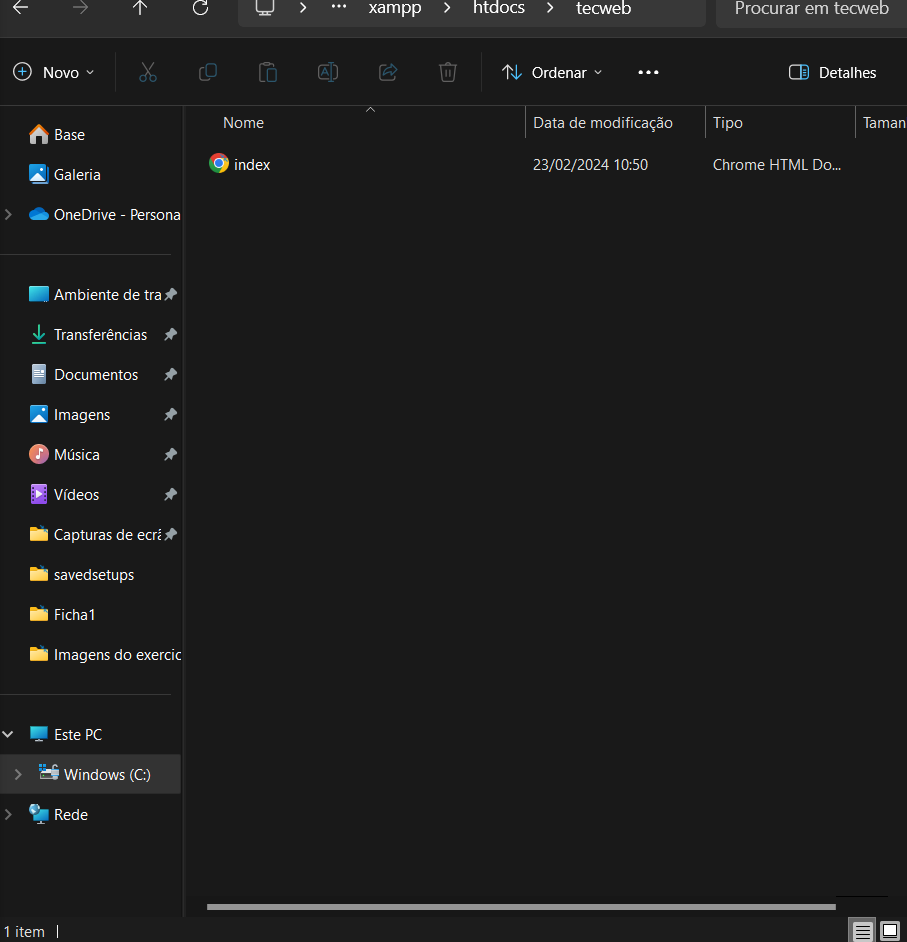 xampp htdocs tecweb Procurar em tecweb
Novo Ordenar Detalhes
Nome Data de modificação Tipo Taman
index 23/02/2024 10:50 Chrome HTML Do...
Base
Galeria
OneDrive - Persona
Ambiente de tra
Transferências
Documentos
Imagens
Música
Vídeos
Capturas de ecrã
savedsetups
Ficha1
Imagens do exercic
Este PC
Windows (C:)
Rede
1 item